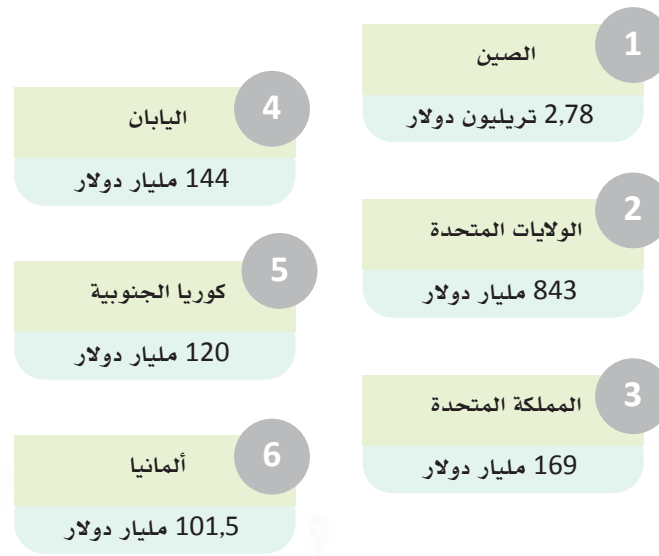 1
الصين
2,78 تريليون دولار
2
الولايات المتحدة
843 مليار دولار
3
المملكة المتحدة
169 مليار دولار
4
اليابان
144 مليار دولار
5
كوريا الجنوبية
120 مليار دولار
6
ألمانيا
101,5 مليار دولار